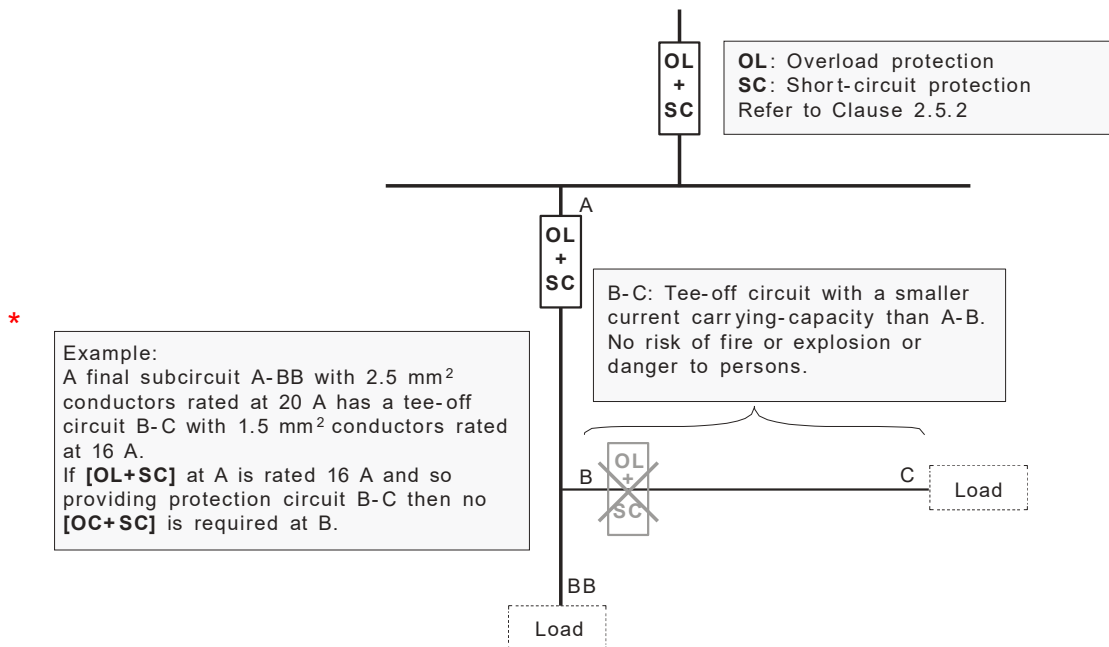 OL
+
SC
OL: Overload protection
SC: Short-circuit protection
Refer to Clause 2.5.2
A
OL
+
SC
B-C: Tee-off circuit with a smaller
current carrying-capacity than A-B.
No risk of fire or explosion or
danger to persons.
*
Example:
A final subcircuit A-BB with 2.5 mm²
conductors rated at 20 A has a tee-off
circuit B-C with 1.5 mm² conductors rated
at 16 A.
If [OL+SC] at A is rated 16 A and so
providing protection circuit B-C then no
[OC+SC] is required at B.
B
OL
+
SC
C
Load
BB
Load